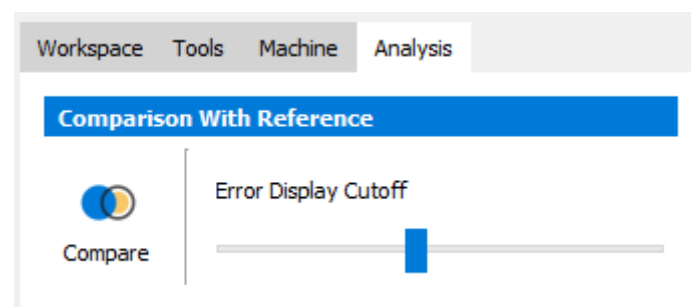 Workspace Tools Machine Analysis
Comparison With Reference
Error Display Cutoff
Compare